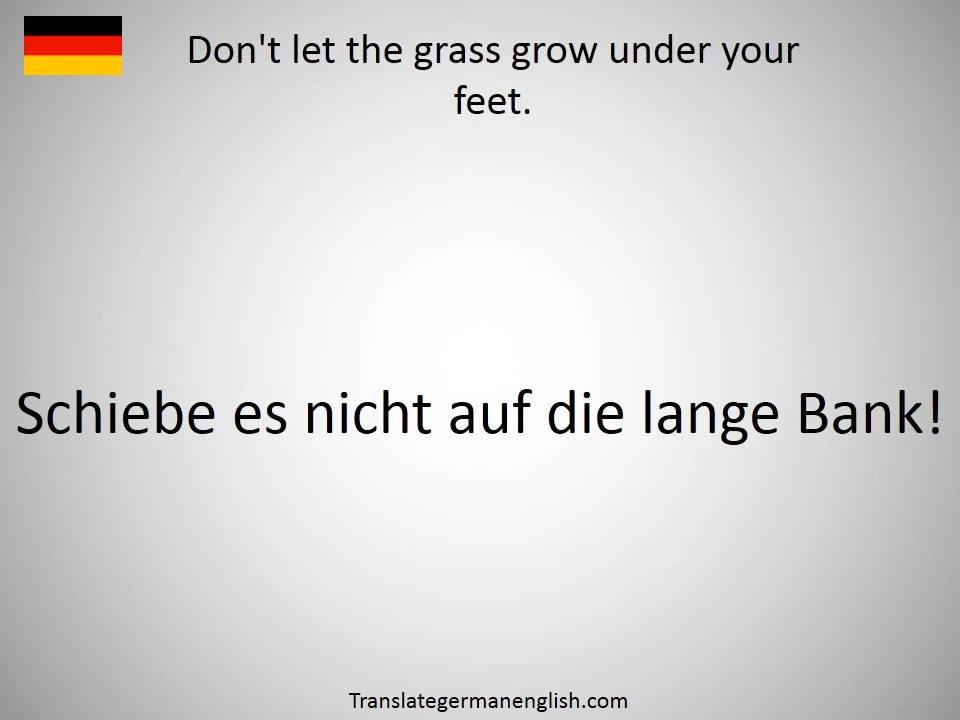 Don't let the grass grow under your
feet.
Schiebe es nicht auf die lange Bank!
Translategermanenglish.com